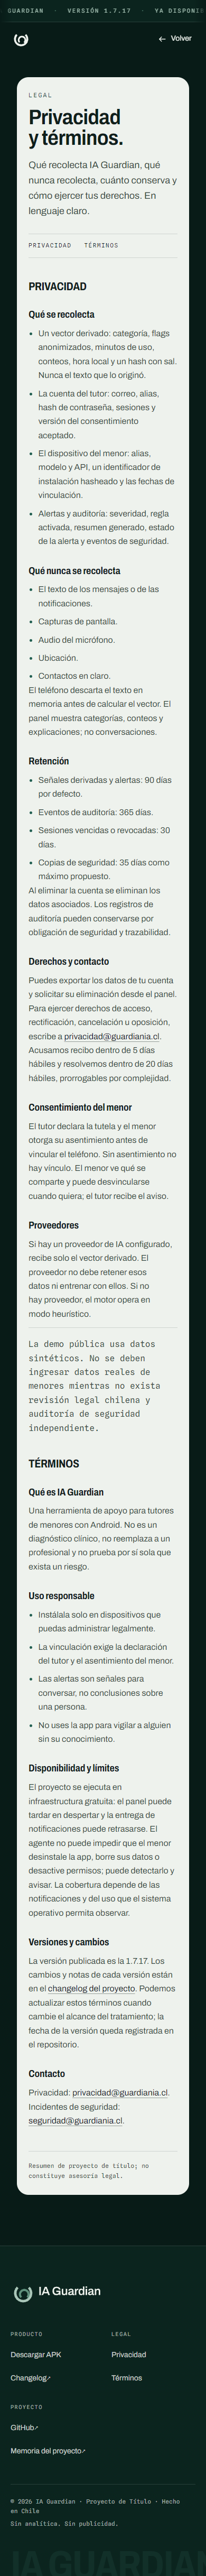 GUARDIAN · VERSIÓN 1.7.17 · YA DISPONIB
← Volver
LEGAL
Privacidad
y términos.
Qué recolecta IA Guardian, qué
nunca recolecta, cuánto conserva y
cómo ejercer tus derechos. En
lenguaje claro.
PRIVACIDAD TÉRMINOS
PRIVACIDAD
Qué se recolecta
• Un vector derivado: categoría, flags
anonimizados, minutos de uso,
conteos, hora local y un hash con sal.
Nunca el texto que lo originó.
• La cuenta del tutor: correo, alias,
hash de contraseña, sesiones y
versión del consentimiento
aceptado.
• El dispositivo del menor: alias,
modelo y API, un identificador de
instalación hasheado y las fechas de
vinculación.
• Alertas y auditoría: severidad, regla
activada, resumen generado, estado
de la alerta y eventos de seguridad.
Qué nunca se recolecta
• El texto de los mensajes o de las
notificaciones.
• Capturas de pantalla.
• Audio del micrófono.
• Ubicación.
• Contactos en claro.
El teléfono descarta el texto en
memoria antes de calcular el vector. El
panel muestra categorías, conteos y
explicaciones; no conversaciones.
Retención
• Señales derivadas y alertas: 90 días
por defecto.
• Eventos de auditoría: 365 días.
• Sesiones vencidas o revocadas: 30
días.
• Copias de seguridad: 35 días como
máximo propuesto.
Al eliminar la cuenta se eliminan los
datos asociados. Los registros de
auditoría pueden conservarse por
obligación de seguridad y trazabilidad.
Derechos y contacto
Puedes exportar los datos de tu cuenta
y solicitar su eliminación desde el panel.
Para ejercer derechos de acceso,
rectificación, cancelación u oposición,
escribe a privacidad@guardiania.cl.
Acusamos recibo dentro de 5 días
hábiles y resolvemos dentro de 20 días
hábiles, prorrogables por complejidad.
Consentimiento del menor
El tutor declara la tutela y el menor
otorga su asentimiento antes de
vincular el teléfono. Sin asentimiento no
hay vínculo. El menor ve qué se
comparte y puede desvincularse
cuando quiera; el tutor recibe el aviso.
Proveedores
Si hay un proveedor de IA configurado,
recibe solo el vector derivado. El
proveedor no debe retener esos
datos ni entrenar con ellos. Si no
hay proveedor, el motor opera en
modo heurístico.
La demo pública usa datos
sintéticos. No se deben
ingresar datos reales de
menores mientras no exista
revisión legal chilena y
auditoría de seguridad
independiente.
TÉRMINOS
Qué es IA Guardian
Una herramienta de apoyo para tutores
de menores con Android. No es un
diagnóstico clínico, no reemplaza a un
profesional y no prueba por sí sola que
exista un riesgo.
Uso responsable
• Instálala solo en dispositivos que
puedas administrar legalmente.
• La vinculación exige la declaración
del tutor y el asentimiento del menor.
• Las alertas son señales para
conversar, no conclusiones sobre
una persona.
• No uses la app para vigilar a alguien
sin su conocimiento.
Disponibilidad y límites
El proyecto se ejecuta en
infraestructura gratuita: el panel puede
tardar en despertar y la entrega de
notificaciones puede retrasarse. El
agente no puede impedir que el menor
desinstale la app, borre sus datos o
desactive permisos; puede detectarlo y
avisar. La cobertura depende de las
notificaciones y del uso que el sistema
operativo permita observar.
Versiones y cambios
La versión publicada es la 1.7.17. Los
cambios y notas de cada versión están
en el changelog del proyecto. Podemos
actualizar estos términos cuando
cambie el alcance del tratamiento; la
fecha de la versión queda registrada en
el repositorio.
Contacto
Privacidad: privacidad@guardiania.cl.
Incidentes de seguridad:
seguridad@guardiania.cl.
Resumen de proyecto de título; no
constituye asesoría legal.
IA Guardian
PRODUCTO
Descargar APK
Changelog↗
LEGAL
Privacidad
Términos
PROYECTO
GitHub↗
Memoria del proyecto↗
© 2026 IA Guardian · Proyecto de Título · Hecho
en Chile
Sin analítica. Sin publicidad.
IA GUARDIAN